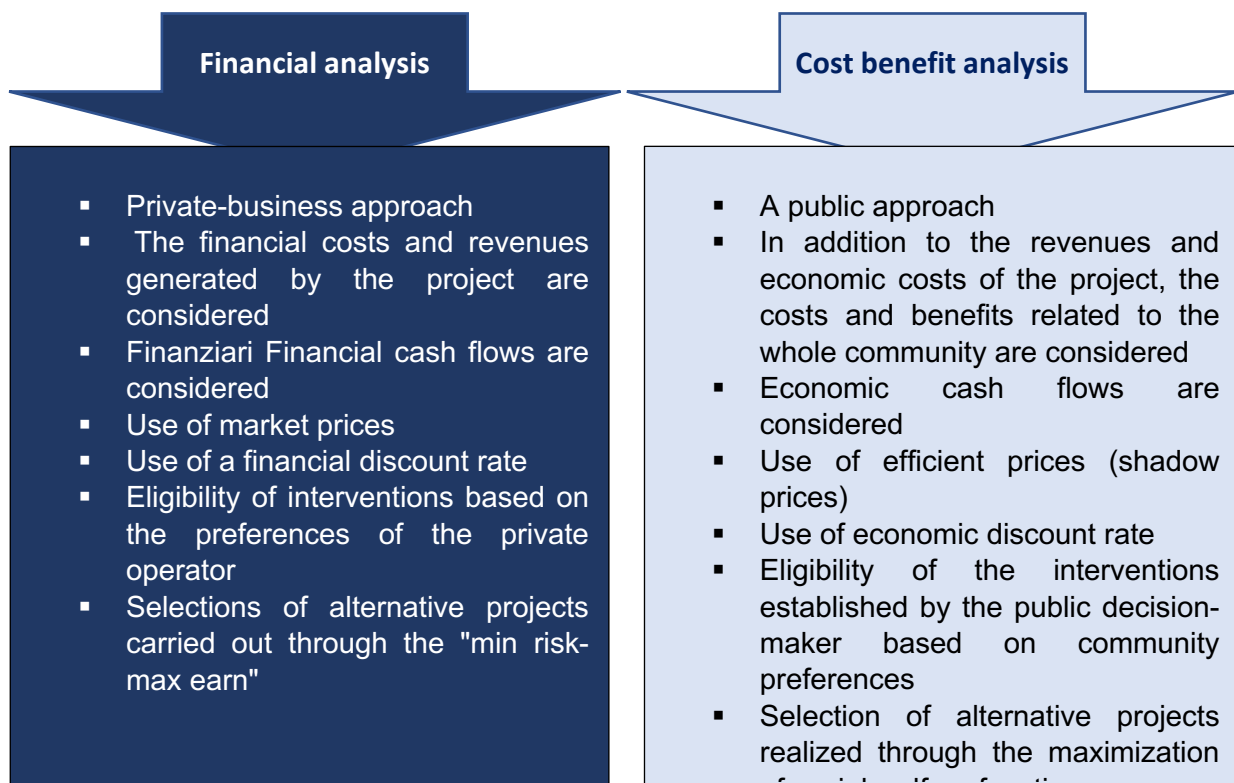 Financial analysis
▪ Private-business approach
▪ The financial costs and revenues
generated by the project are
considered
▪ Finanziari Financial cash flows are
considered
▪ Use of market prices
▪ Use of a financial discount rate
▪ Eligibility of interventions based on
the preferences of the private
operator
▪ Selections of alternative projects
carried out through the "min risk-
max earn"
Cost benefit analysis
▪ A public approach
▪ In addition to the revenues and
economic costs of the project, the
costs and benefits related to the
whole community are considered
▪ Economic cash flows are
considered
▪ Use of efficient prices (shadow
prices)
▪ Use of economic discount rate
▪ Eligibility of the interventions
established by the public decision-
maker based on community
preferences
▪ Selection of alternative projects
realized through the maximization